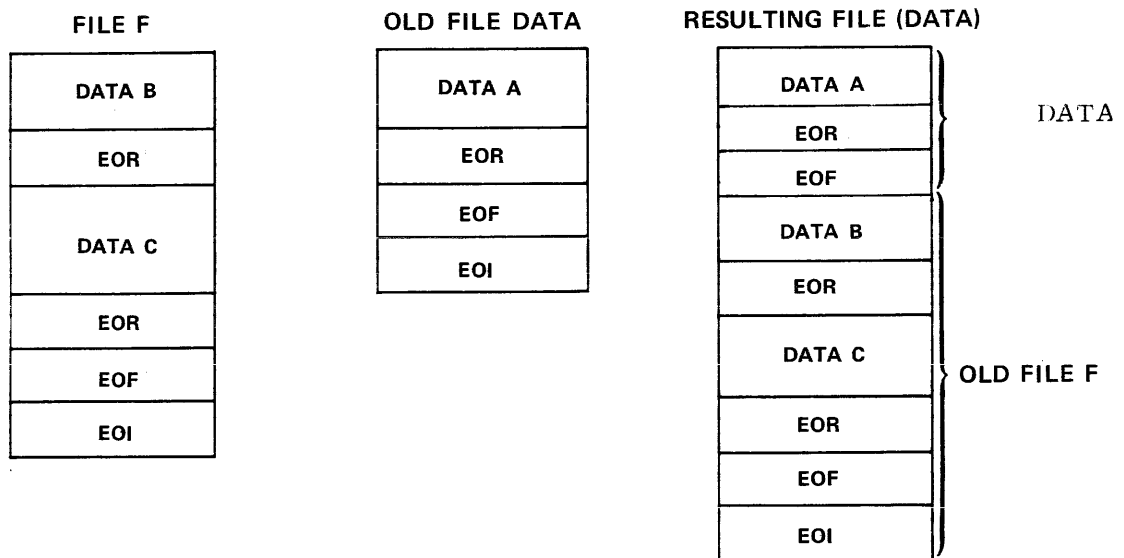 FILE F
DATA B
EOR
DATA C
EOR
EOF
EOI
OLD FILE DATA
DATA A
EOR
EOF
EOI
RESULTING FILE (DATA)
DATA A
EOR
EOF
DATA B
EOR
DATA C
EOR
EOF
EOI
DATA
OLD FILE F